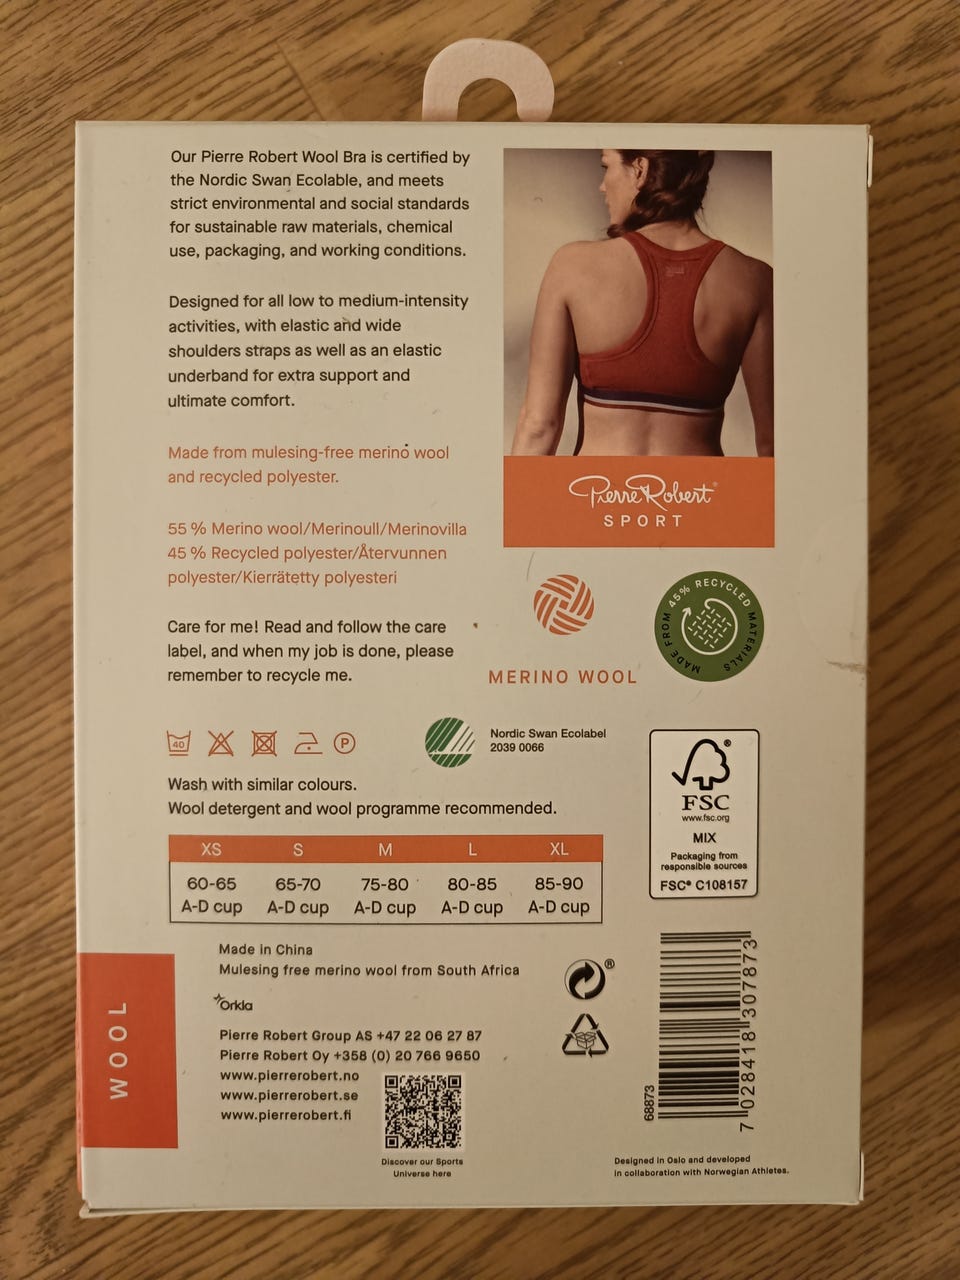 Our Pierre Robert Wool Bra is certified by
the Nordic Swan Ecolable, and meets
strict environmental and social standards
for sustainable raw materials, chemical
use, packaging, and working conditions.
Designed for all low to medium-intensity
activities, with elastic and wide
shoulders straps as well as an elastic
underband for extra support and
ultimate comfort.
Made from mulesing-free merino wool
and recycled polyester.
55 % Merino wool/Merinoull/Merinovilla
45 % Recycled polyester/Återvunnen
polyester/Kierrätetty polyesteri
Care for me! Read and follow the care
label, and when my job is done, please
remember to recycle me.
Pierre Robert®
SPORT
MERINO WOOL
MADE FROM 45% RECYCLED MATERIALS
40
P
Nordic Swan Ecolabel
2039 0066
Wash with similar colours.
Wool detergent and wool programme recommended.
XS S M L XL
60-65 65-70 75-80 80-85 85-90
A-D cup A-D cup A-D cup A-D cup A-D cup
®
FSC
www.fsc.org
MIX
Packaging from
responsible sources
FSC® C108157
Made in China
Mulesing free merino wool from South Africa
®
Orkla
Pierre Robert Group AS +47 22 06 27 87
Pierre Robert Oy +358 (0) 20 766 9650
www.pierrerobert.no
www.pierrerobert.se
www.pierrerobert.fi
Discover our Sports
Universe here
WOOL
68873
7 028418 307873
Designed in Oslo and developed
in collaboration with Norwegian Athletes.